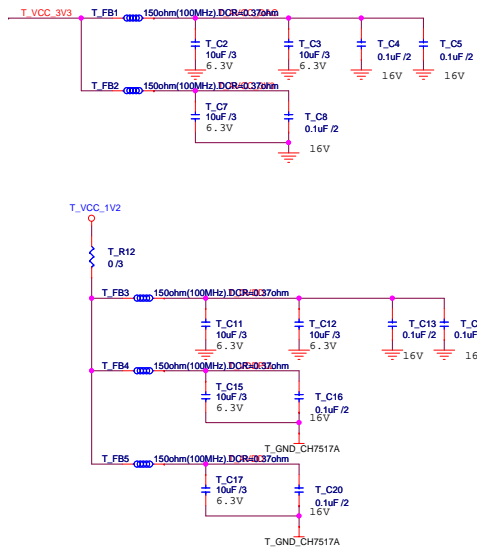 T_VCC_3V3
T_FB1 150ohm(100MHz).DCR=0.37ohm
T_C2
10uF /3
6.3V
T_C3
10uF /3
6.3V
T_C4
0.1uF /2
16V
T_C5
0.1uF /2
16V
T_FB2 150ohm(100MHz).DCR=0.37ohm
T_C7
10uF /3
6.3V
T_C8
0.1uF /2
16V
T_VCC_1V2
T_R12
0 /3
T_FB3 150ohm(100MHz).DCR=0.37ohm
T_C11
10uF /3
6.3V
T_C12
10uF /3
6.3V
T_C13
0.1uF /2
16V
T_C
0.1u
16
T_FB4 150ohm(100MHz).DCR=0.37ohm
T_C15
10uF /3
6.3V
T_C16
0.1uF /2
16V
T_GND_CH7517A
T_FB5 150ohm(100MHz).DCR=0.37ohm
T_C17
10uF /3
6.3V
T_C20
0.1uF /2
16V
T_GND_CH7517A